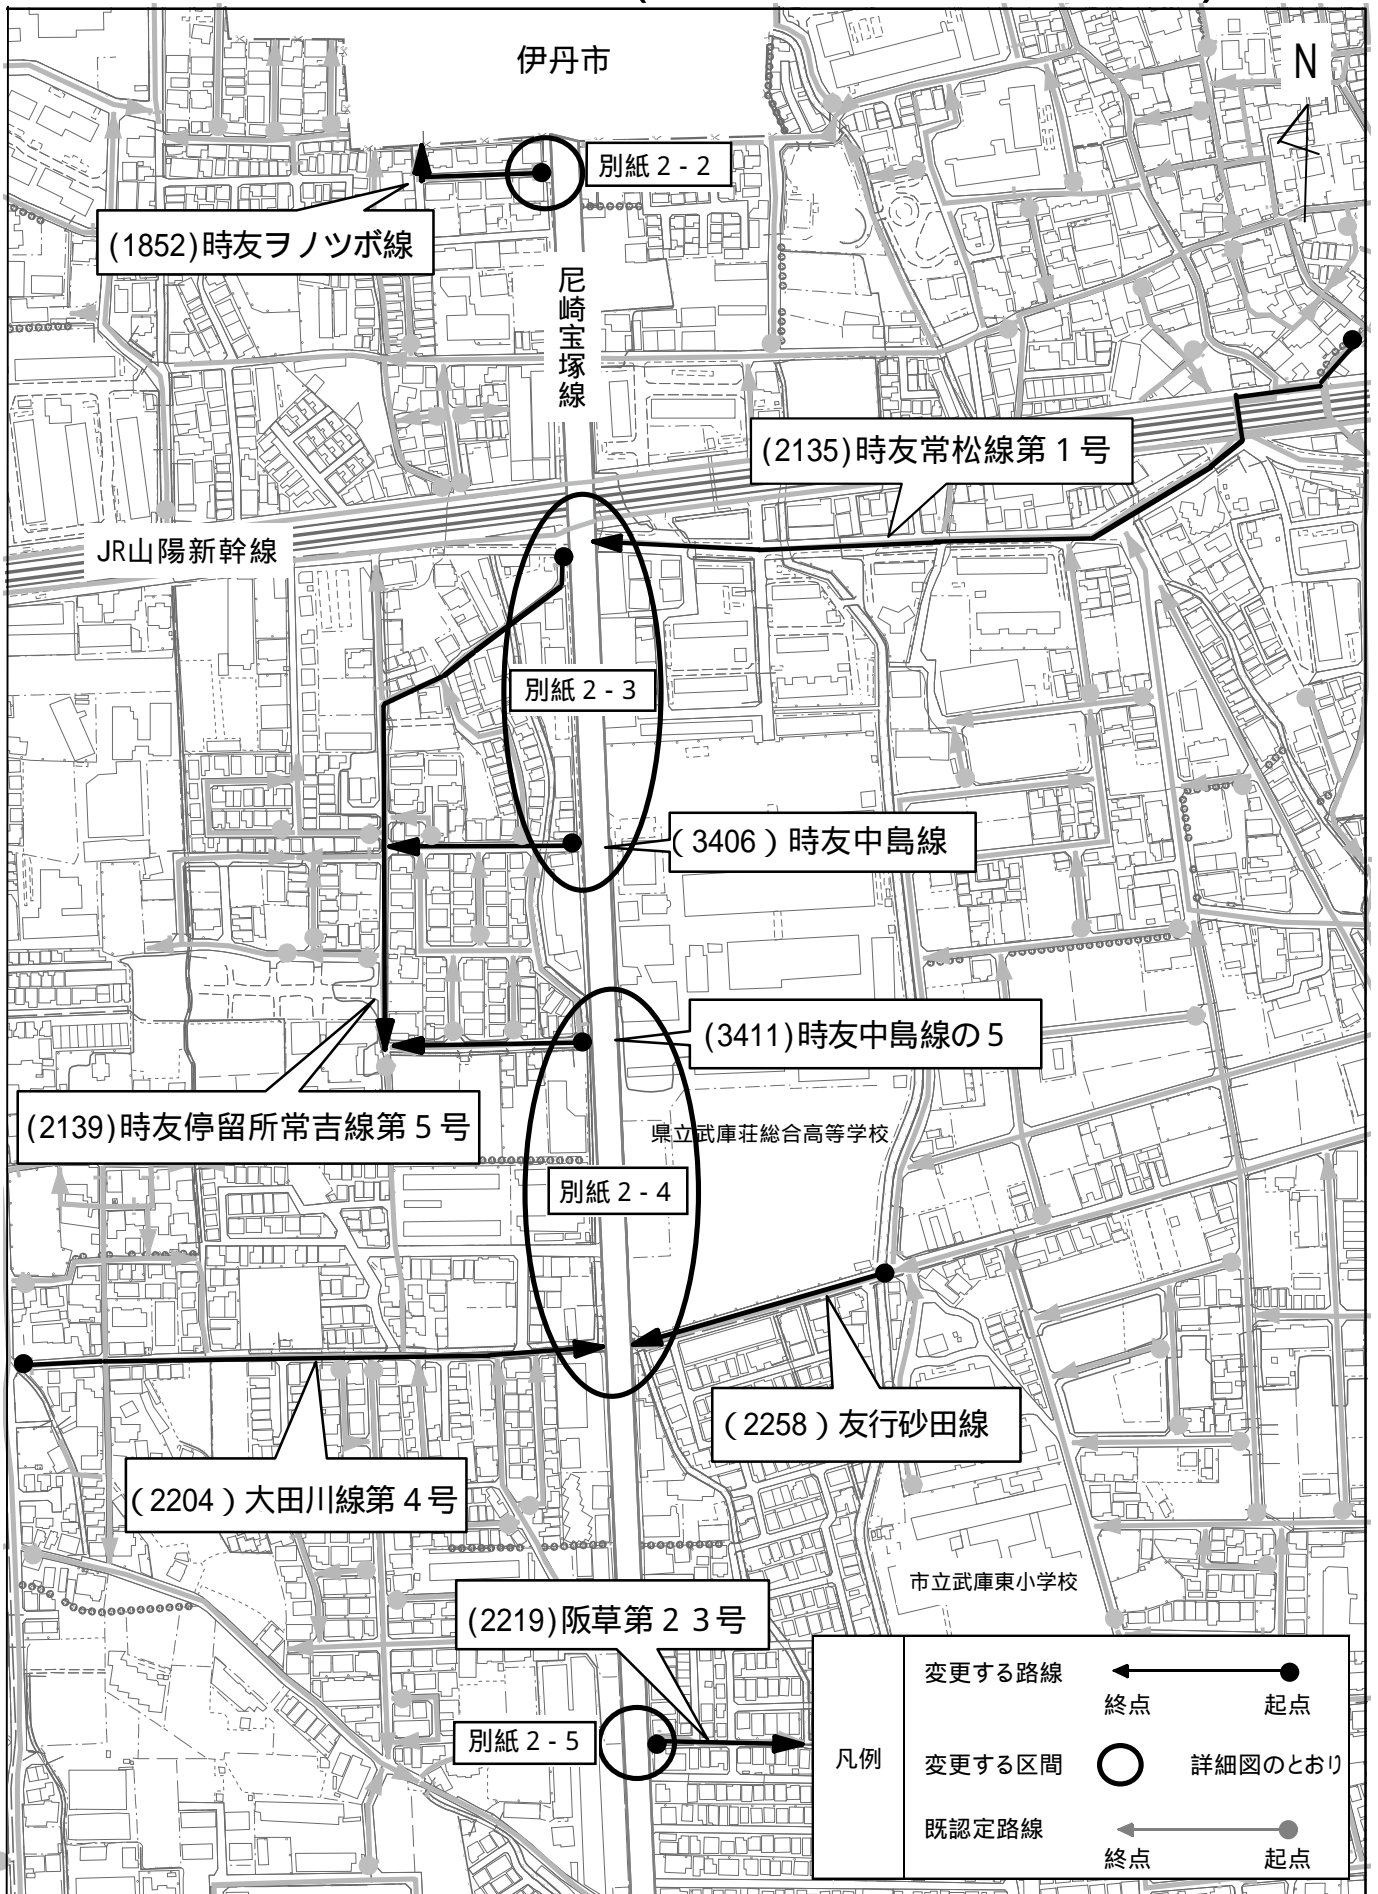 伊丹市
N
別紙２-２
(1852)時友ヲノツボ線
尼崎宝塚線
(2135)時友常松線第１号
JR山陽新幹線
別紙２-３
(3406)時友中島線
(3411)時友中島線の５
(2139)時友停留所常吉線第５号
県立武庫荘総合高等学校
別紙２-４
(2258)友行砂田線
(2204)大田川線第４号
市立武庫東小学校
(2219)阪草第２３号
別紙２-５
凡例
変更する路線
終点 起点
変更する区間 詳細図のとおり
既認定路線
終点 起点